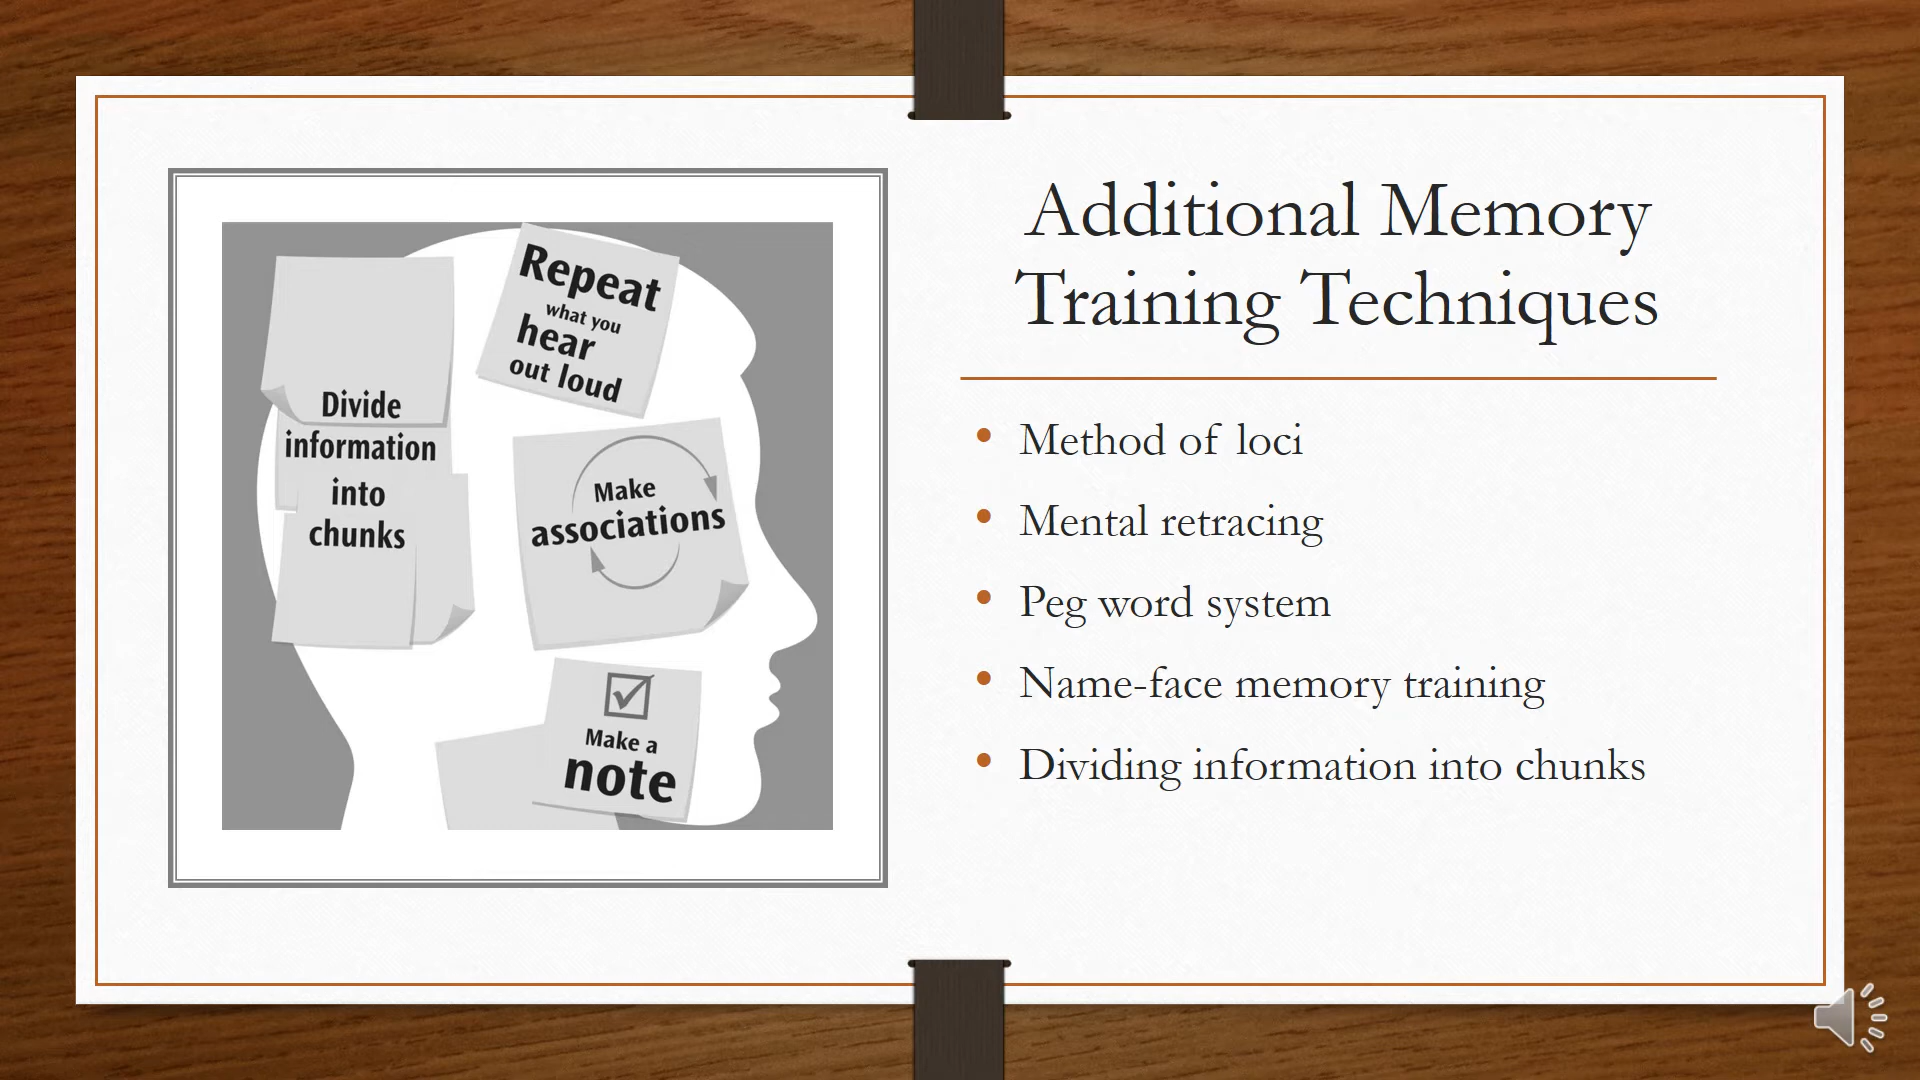 Repeat
what you
hear
out loud
Divide
information
into
chunks
Make
associations
Make a
note
Additional Memory
Training Techniques
• Method of loci
• Mental retracing
• Peg word system
• Name-face memory training
• Dividing information into chunks